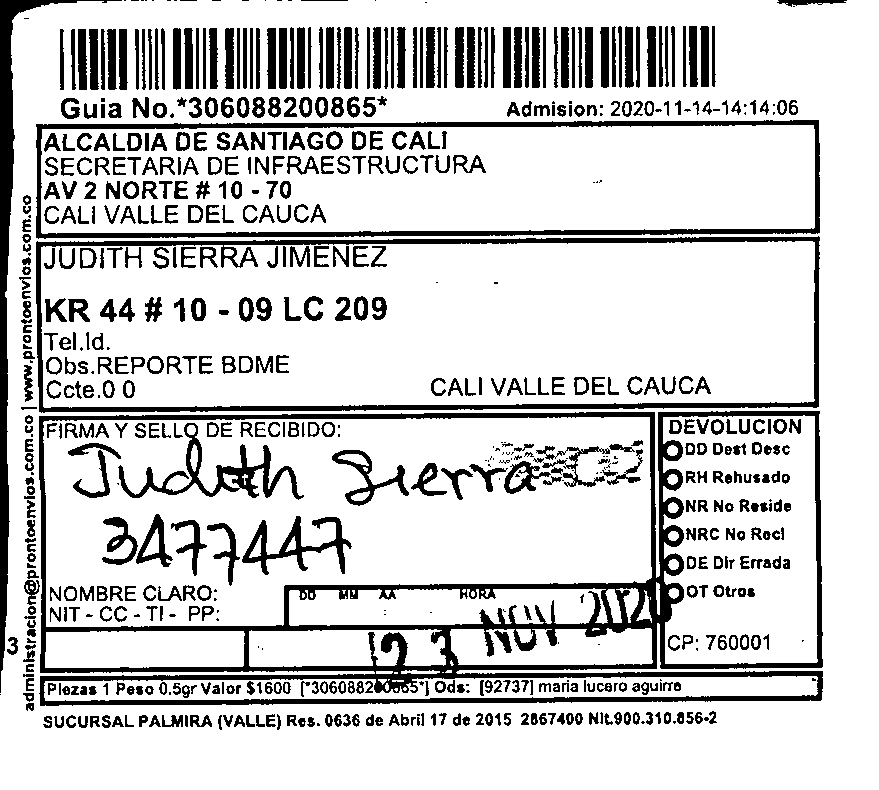 Guia No.*306088200865*
Admision: 2020-11-14-14:14:06
ALCALDIA DE SANTIAGO DE CALI
SECRETARIA DE INFRAESTRUCTURA
AV 2 NORTE # 10 - 70
CALI VALLE DEL CAUCA
JUDITH SIERRA JIMENEZ
KR 44 # 10 - 09 LC 209
Tel.Id.
Obs.REPORTE BDME
Ccte.0 0
CALI VALLE DEL CAUCA
administracion@prontoenvios.com.co | www.prontoenvios.com.co
FIRMA Y SELLO DE RECIBIDO:
Judith Sierra
3477447
NOMBRE CLARO:
NIT - CC - TI - PP:
DD MM AA HORA
23 NOV 2020
DEVOLUCION
DD Dest Desc
RH Rehusado
NR No Reside
NRC No Recl
DE Dir Errada
OT Otros
CP: 760001
3
Piezas 1 Peso 0.5gr Valor $1600 [*306088200865*] Ods: [92737] maria lucero aguirre
SUCURSAL PALMIRA (VALLE) Res. 0636 de Abril 17 de 2015 2867400 Nit.900.310.856-2